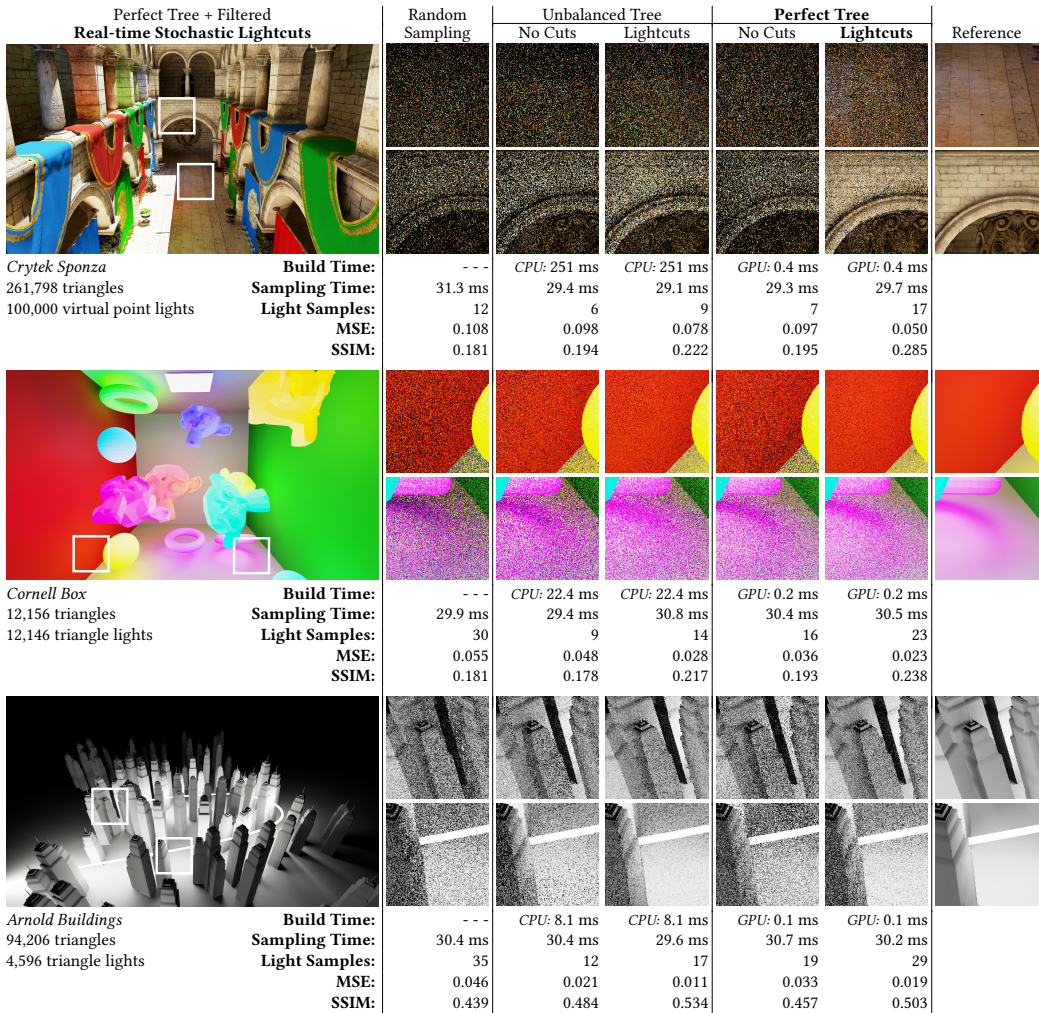 Perfect Tree + Filtered Random Unbalanced Tree Perfect Tree
Real-time Stochastic Lightcuts Sampling No Cuts Lightcuts No Cuts Lightcuts Reference
Crytek Sponza Build Time: - - - CPU: 251 ms CPU: 251 ms GPU: 0.4 ms GPU: 0.4 ms
261,798 triangles Sampling Time: 31.3 ms 29.4 ms 29.1 ms 29.3 ms 29.7 ms
100,000 virtual point lights Light Samples: 12 6 9 7 17
MSE: 0.108 0.098 0.078 0.097 0.050
SSIM: 0.181 0.194 0.222 0.195 0.285
Cornell Box Build Time: - - - CPU: 22.4 ms CPU: 22.4 ms GPU: 0.2 ms GPU: 0.2 ms
12,156 triangles Sampling Time: 29.9 ms 29.4 ms 30.8 ms 30.4 ms 30.5 ms
12,146 triangle lights Light Samples: 30 9 14 16 23
MSE: 0.055 0.048 0.028 0.036 0.023
SSIM: 0.181 0.178 0.217 0.193 0.238
Arnold Buildings Build Time: - - - CPU: 8.1 ms CPU: 8.1 ms GPU: 0.1 ms GPU: 0.1 ms
94,206 triangles Sampling Time: 30.4 ms 30.4 ms 29.6 ms 30.7 ms 30.2 ms
4,596 triangle lights Light Samples: 35 12 17 19 29
MSE: 0.046 0.021 0.011 0.033 0.019
SSIM: 0.439 0.484 0.534 0.457 0.503